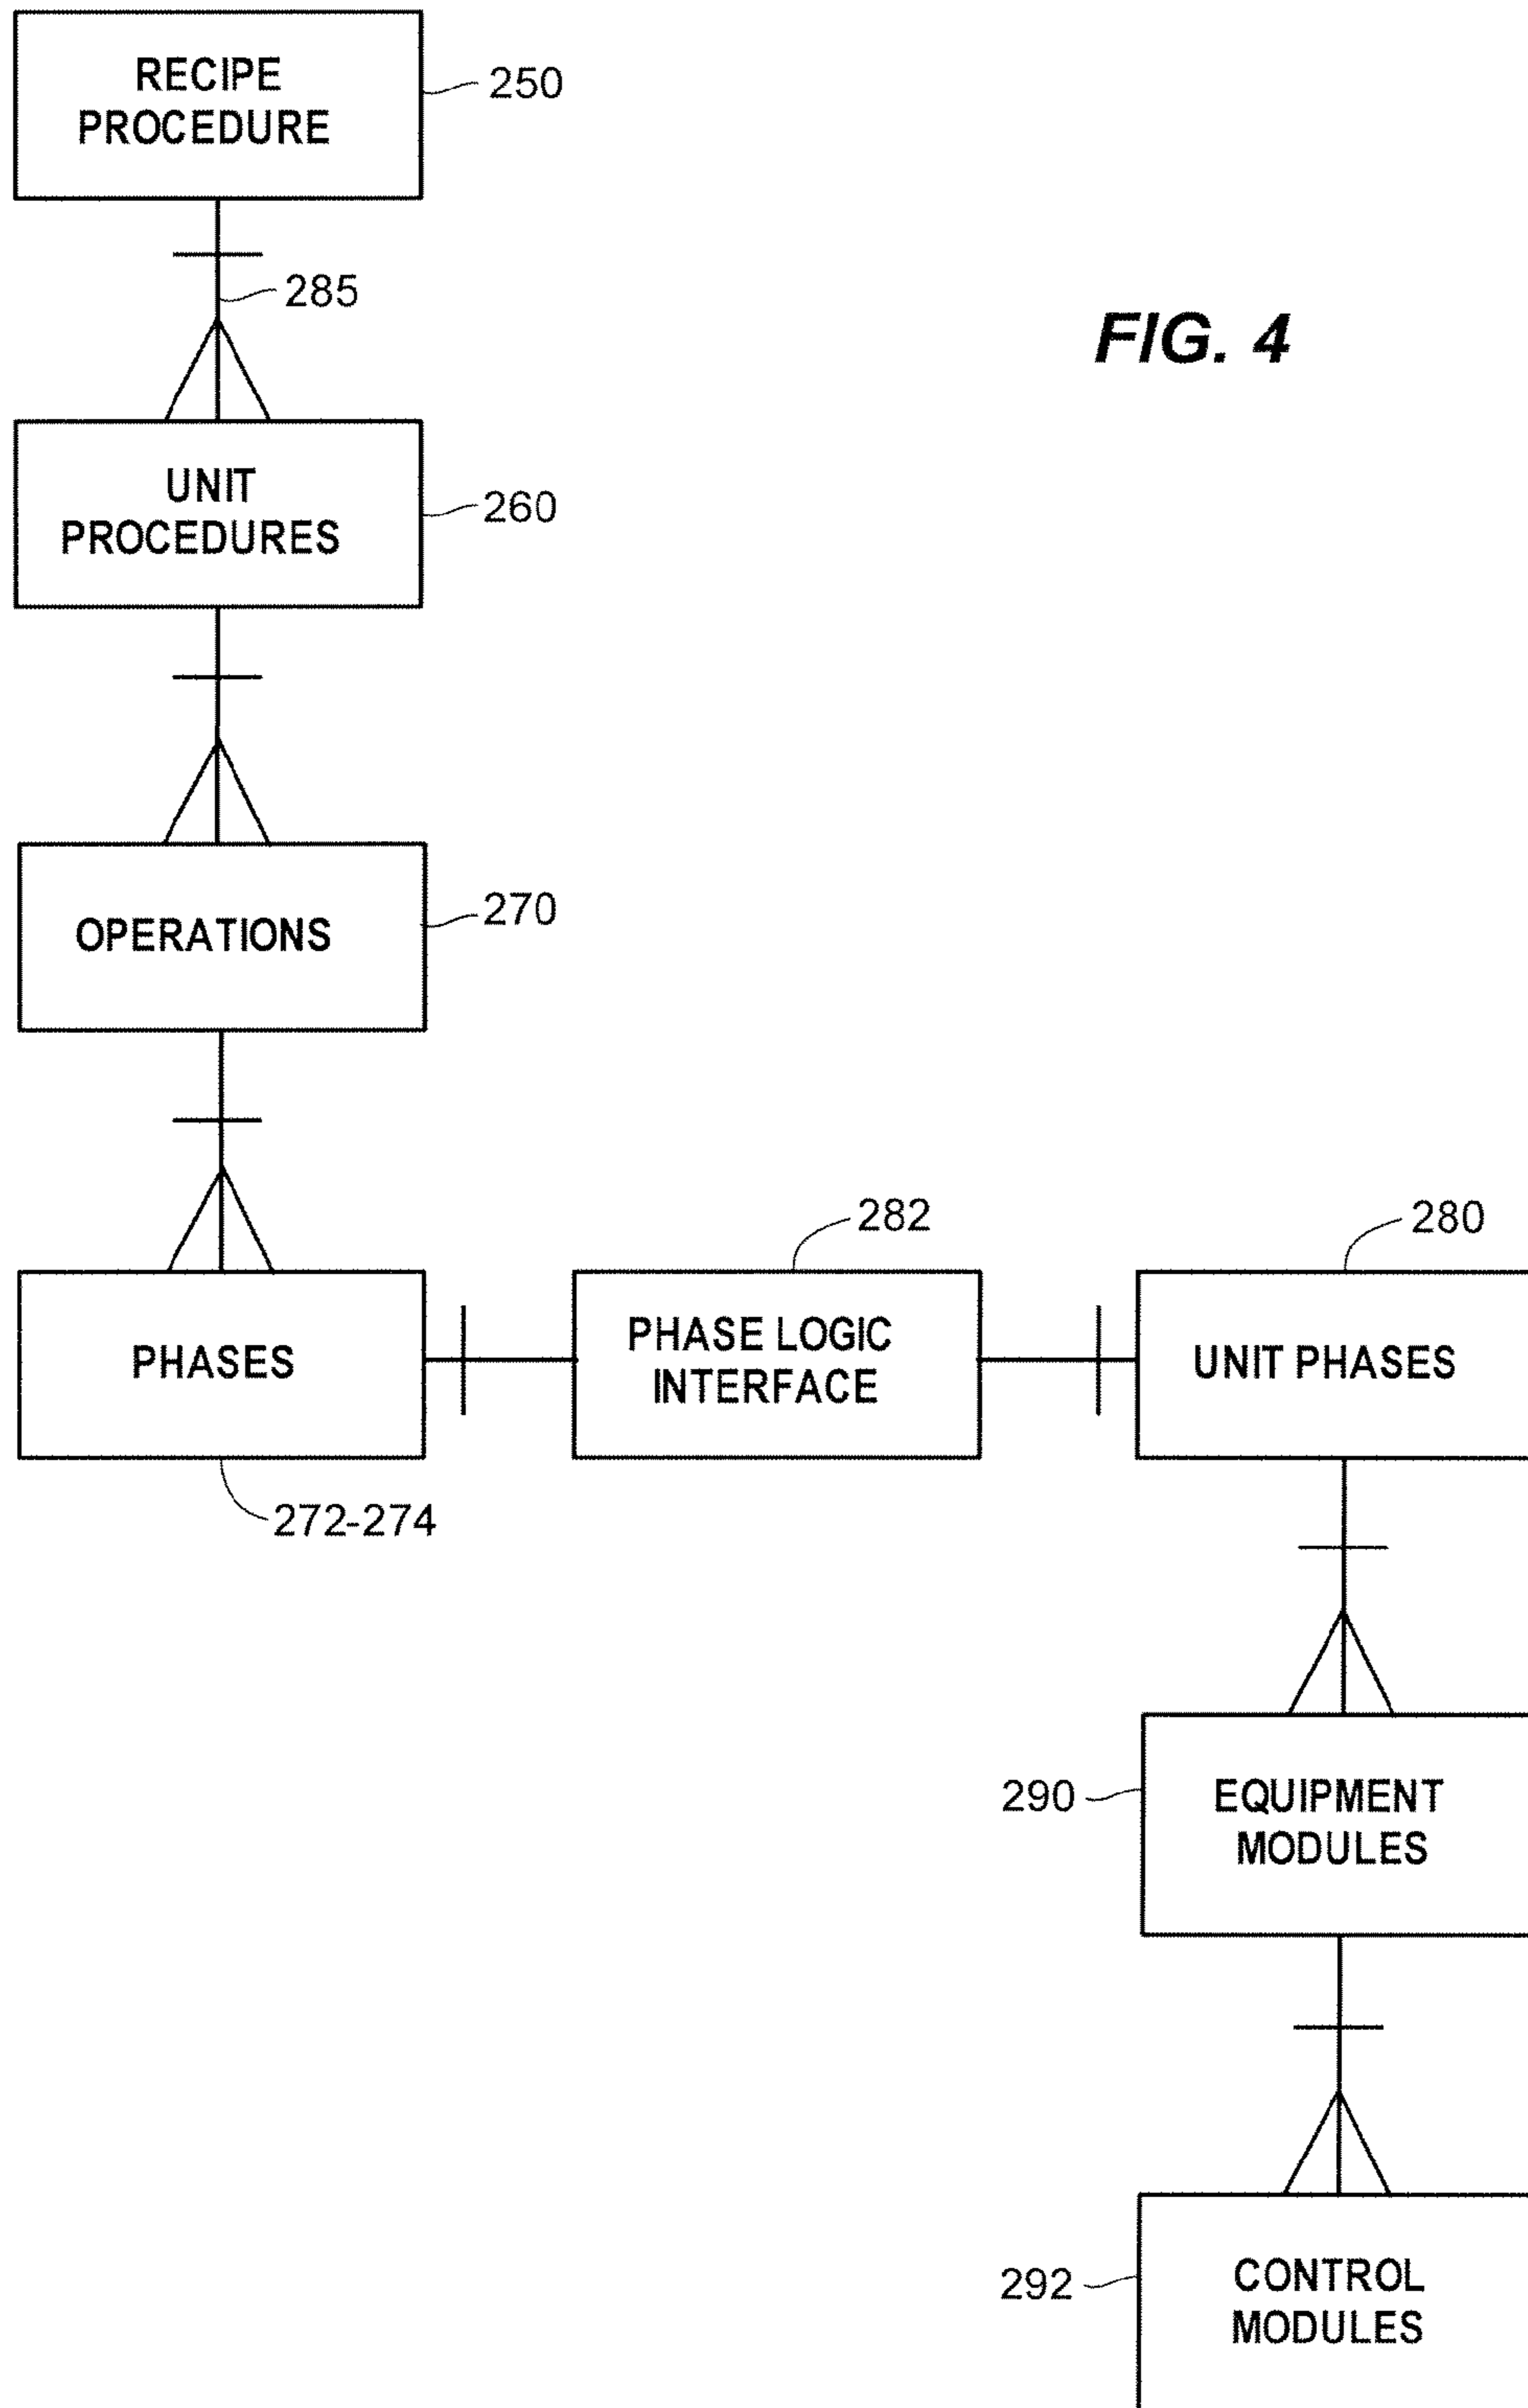 RECIPE
PROCEDURE
250
285
FIG. 4
UNIT
PROCEDURES
260
OPERATIONS
270
282
280
PHASES
PHASE LOGIC
INTERFACE
UNIT PHASES
272-274
290
EQUIPMENT
MODULES
292
CONTROL
MODULES